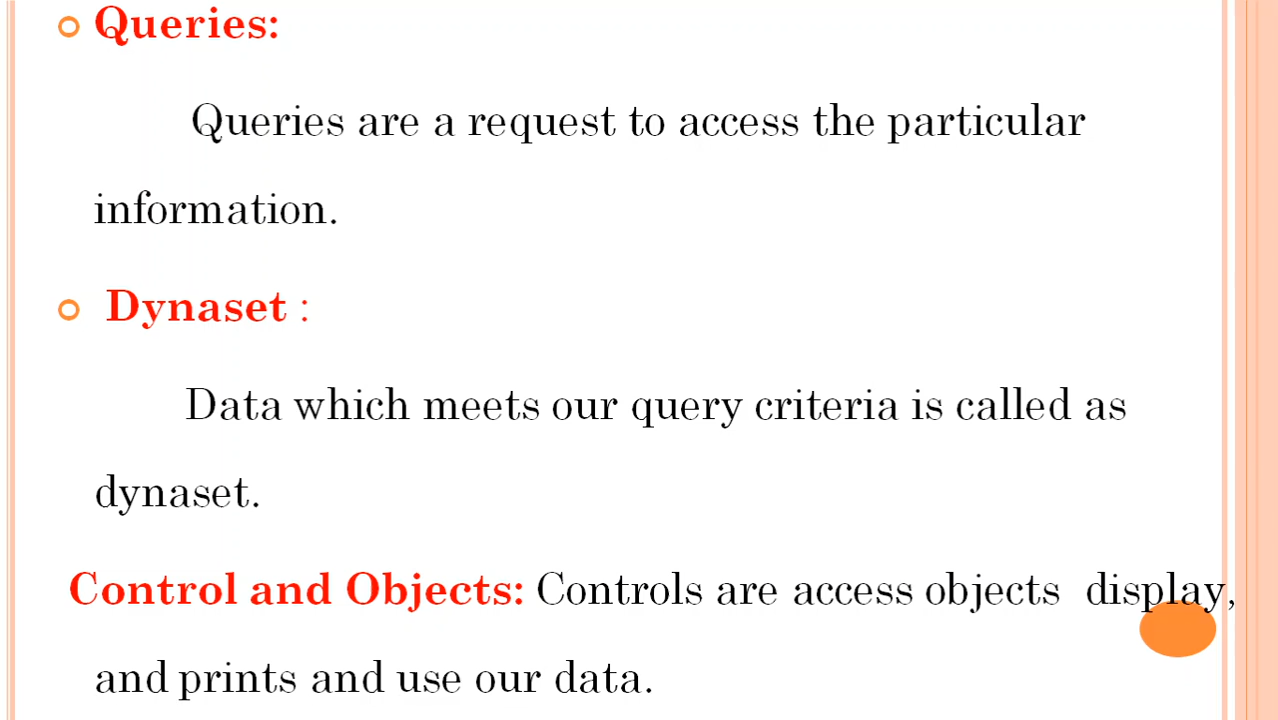 Queries:
Queries are a request to access the particular
information.
Dynaset :
Data which meets our query criteria is called as
dynaset.
Control and Objects: Controls are access objects display,
and prints and use our data.